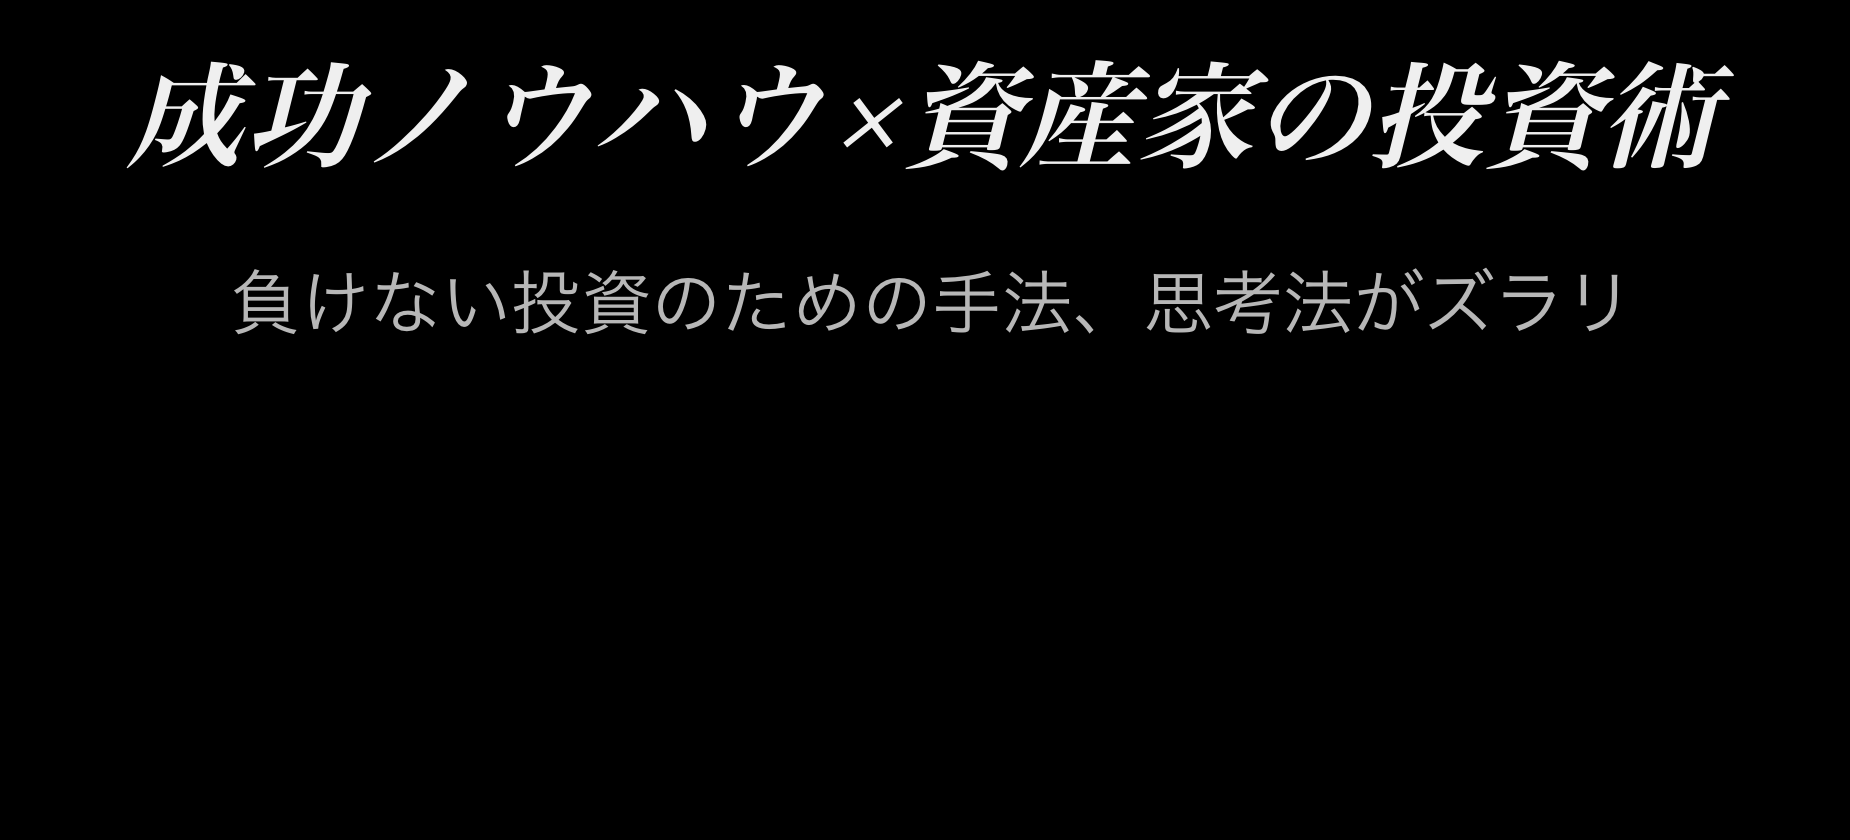 成功ノウハウ×資産家の投資術
負けない投資のための手法、思考法がズラリ